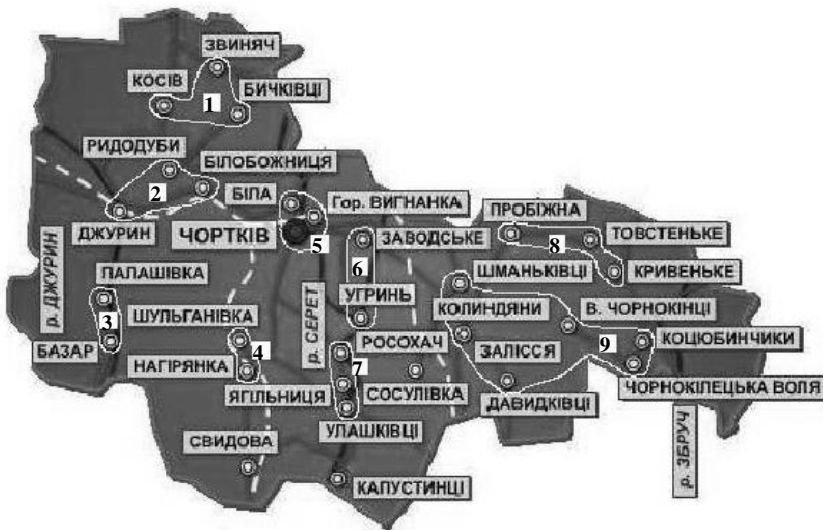 ЗВИНЯЧ
КОСІВ
БИЧКІВЦІ
1
РИДОДУБИ
БІЛОБОЖНИЦЯ
2
БІЛА
Гор. ВИГНАНКА
ПРОБІЖНА
ДЖУРИН
ЧОРТКІВ
5
ЗАВОДСЬКЕ
8
ТОВСТЕНЬКЕ
ПАЛАШІВКА
6
ШМАНЬКІВЦІ
КРИВЕНЬКЕ
р. ДЖУРИН
УГРИНЬ
КОЛИНДЯНИ
В. ЧОРНОКІНЦІ
3
ШУЛЬГАНІВКА
р. СЕРЕТ
РОСОХАЧ
ЗАЛІССЯ
9
КОЦЮБИНЧИКИ
БАЗАР
НАГІРЯНКА
4
7
ЯГІЛЬНИЦЯ
СОСУЛІВКА
ДАВИДКІВЦІ
ЧОРНОКІЛЕЦЬКА ВОЛЯ
УЛАШКІВЦІ
СВИДОВА
КАПУСТИНЦІ
р. ЗБРУЧ